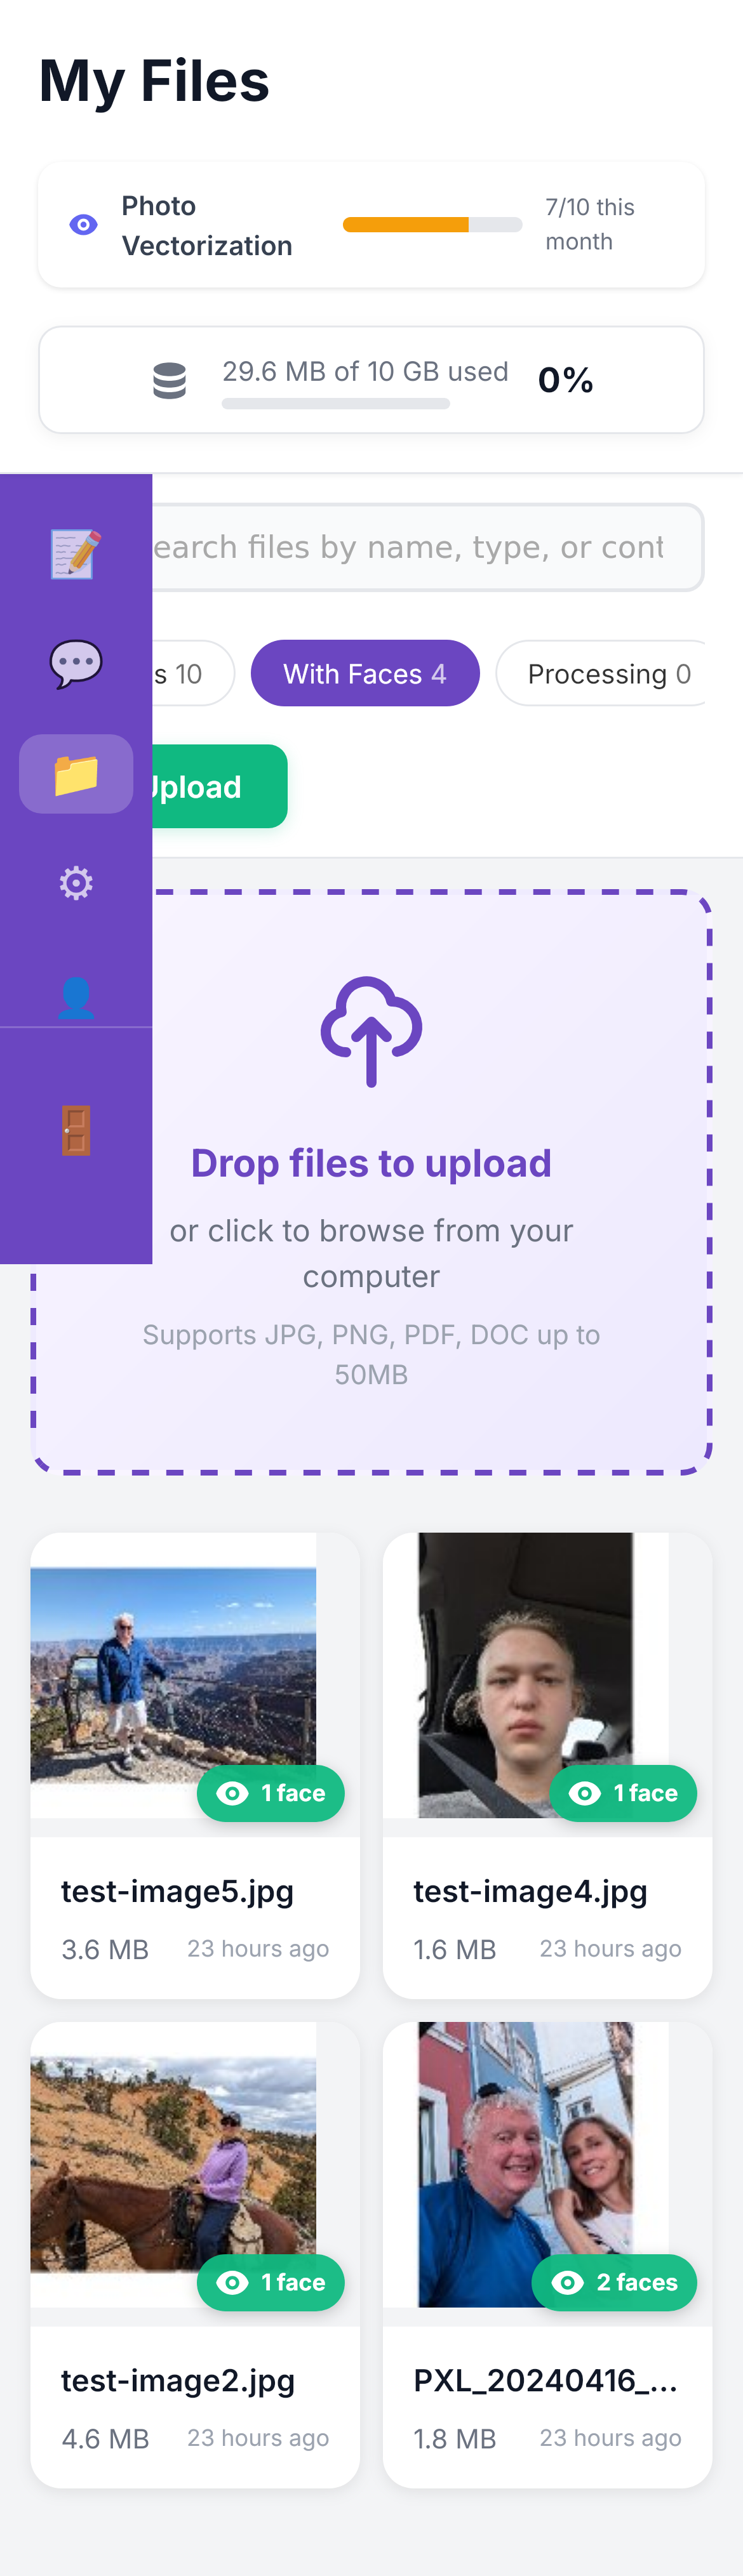 My Files
Photo
Vectorization
7/10 this
month
29.6 MB of 10 GB used
0%
earch files by name, type, or cont
s 10
With Faces 4
Processing 0
Upload
Drop files to upload
or click to browse from your
computer
Supports JPG, PNG, PDF, DOC up to
50MB
1 face
1 face
test-image5.jpg
test-image4.jpg
3.6 MB
23 hours ago
1.6 MB
23 hours ago
1 face
2 faces
test-image2.jpg
PXL_20240416_...
4.6 MB
23 hours ago
1.8 MB
23 hours ago